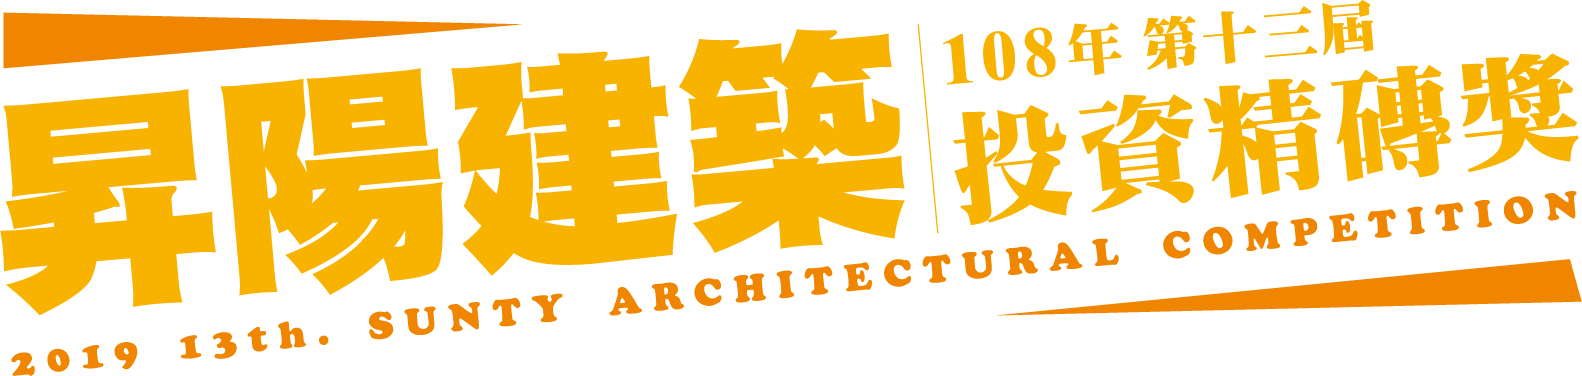 昇陽建築
108年 第十三屆
投資精磚獎
2019 13th. SUNTY ARCHITECTURAL COMPETITION